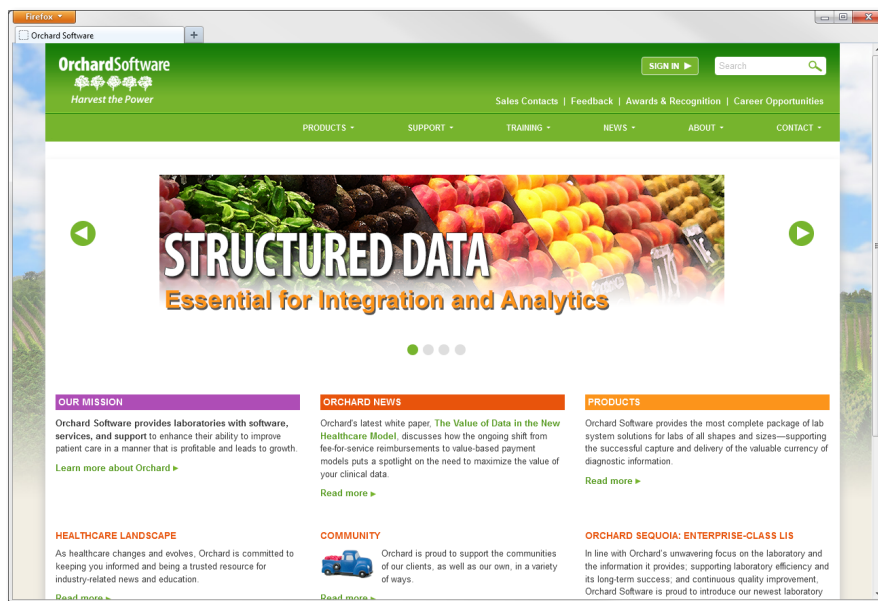 Firefox
Orchard Software
OrchardSoftware
Harvest the Power
SIGN IN
Search
Sales Contacts | Feedback | Awards & Recognition | Career Opportunities
PRODUCTS
SUPPORT
TRAINING
NEWS
ABOUT
CONTACT
STRUCTURED DATA
Essential for Integration and Analytics
OUR MISSION
Orchard Software provides laboratories with software,
services, and support to enhance their ability to improve
patient care in a manner that is profitable and leads to growth.
Learn more about Orchard
ORCHARD NEWS
Orchard's latest white paper, The Value of Data in the New
Healthcare Model, discusses how the ongoing shift from
fee-for-service reimbursements to value-based payment
models puts a spotlight on the need to maximize the value of
your clinical data.
Read more
PRODUCTS
Orchard Software provides the most complete package of lab
system solutions for labs of all shapes and sizes—supporting
the successful capture and delivery of the valuable currency of
diagnostic information.
Read more
HEALTHCARE LANDSCAPE
As healthcare changes and evolves, Orchard is committed to
keeping you informed and being a trusted resource for
industry-related news and education.
Read more
COMMUNITY
Orchard is proud to support the communities
of our clients, as well as our own, in a variety
of ways.
Read more
ORCHARD SEQUOIA: ENTERPRISE-CLASS LIS
In line with Orchard's unwavering focus on the laboratory and
the information it provides; supporting laboratory efficiency and
its long-term success; and continuous quality improvement,
Orchard Software is proud to introduce our newest laboratory